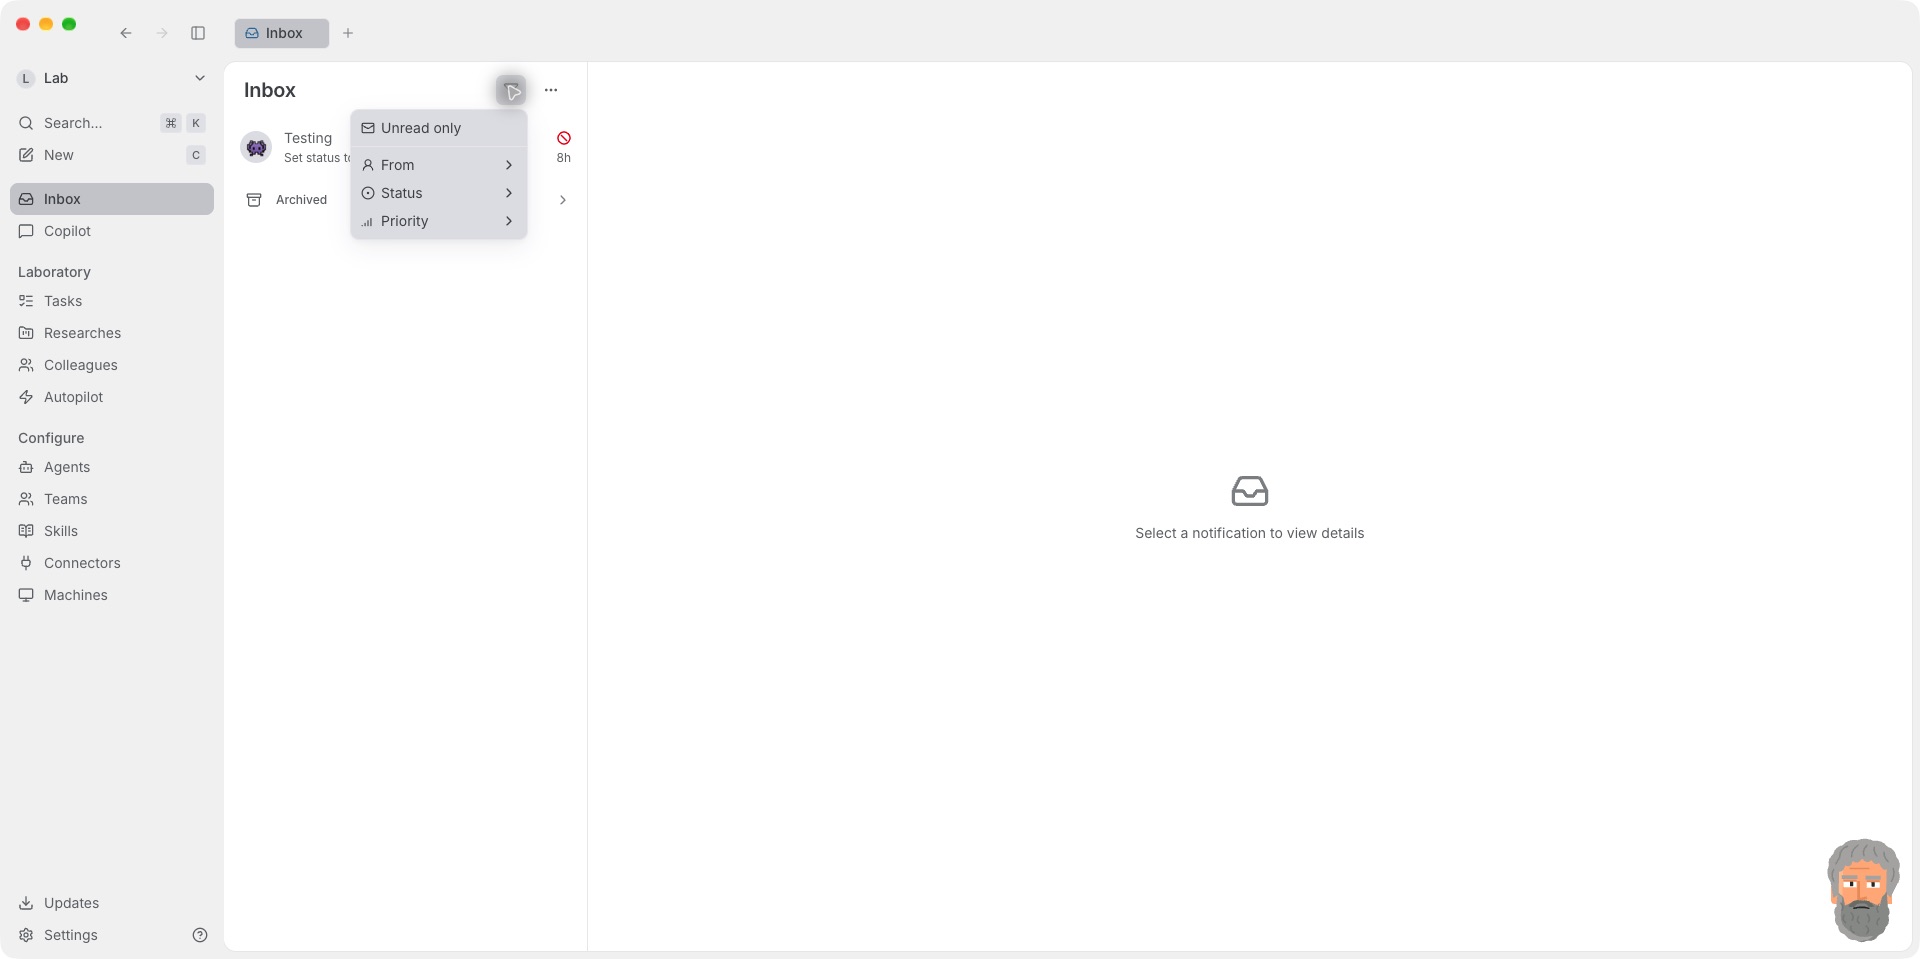 Inbox
L Lab
Inbox
Search... ⌘ K
New C
Testing
Set status to
8h
Unread only
From
Status
Priority
Archived
Inbox
Copilot
Laboratory
Tasks
Researches
Colleagues
Autopilot
Configure
Agents
Teams
Skills
Connectors
Machines
Select a notification to view details
Updates
Settings